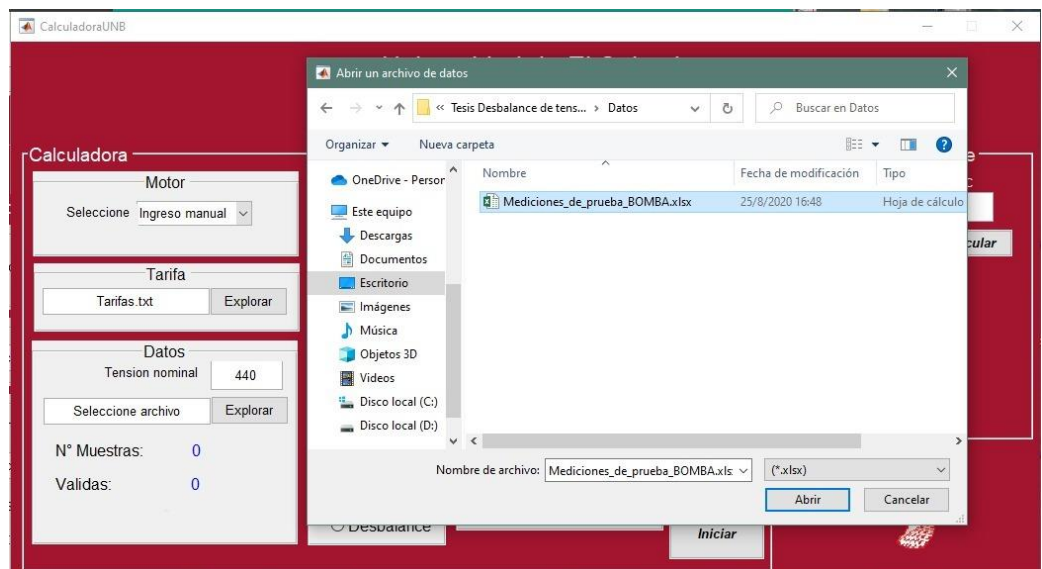 CalculadoraUNB
Abrir un archivo de datos
« Tesis Desbalance de tens... > Datos
Buscar en Datos
Organizar
Nueva carpeta
Nombre
Fecha de modificación
Tipo
OneDrive - Person
Mediciones_de_prueba_BOMBA.xlsx
25/8/2020 16:48
Hoja de cálculo
Este equipo
Descargas
Documentos
Escritorio
Imágenes
Música
Objetos 3D
Videos
Disco local (C:)
Disco local (D:)
Nombre de archivo:
Mediciones_de_prueba_BOMBA.xls
(*.xlsx)
Abrir
Cancelar
Calculadora
Motor
Seleccione
Ingreso manual
Tarifa
Tarifas.txt
Explorar
Datos
Tension nominal
440
Seleccione archivo
Explorar
N° Muestras:
0
Validas:
0
Desbalance
Iniciar
cular